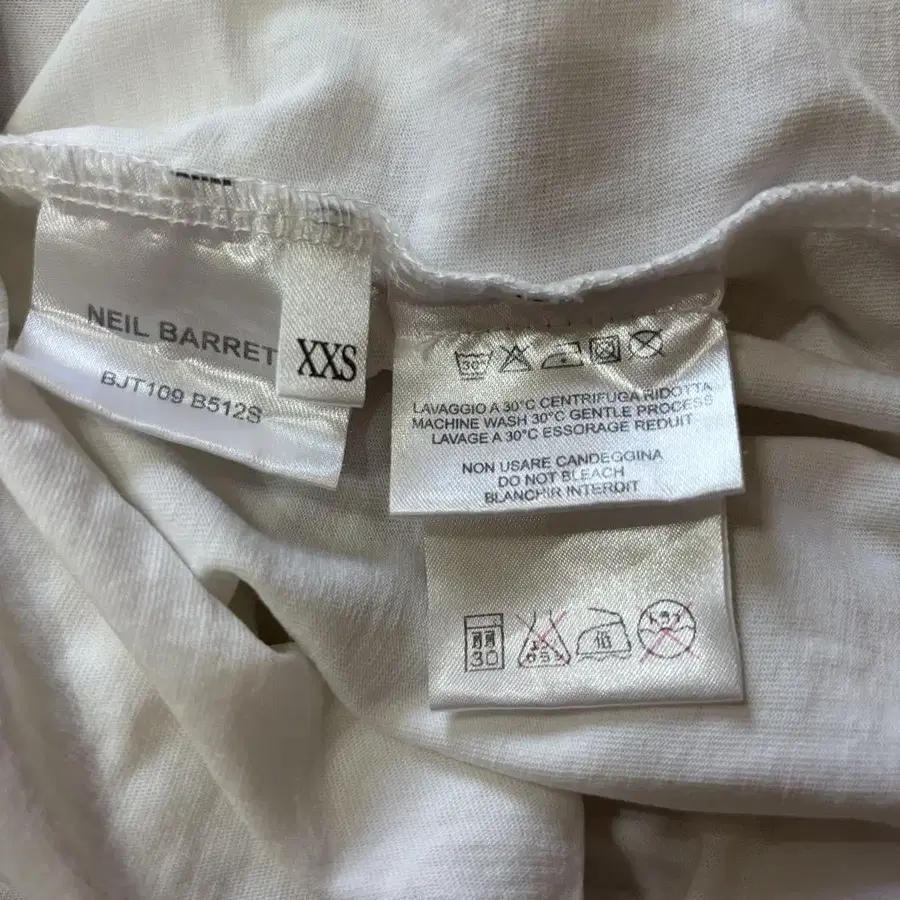 NEIL BARRET
BJT109 B512S
XXS
30°
LAVAGGIO A 30°C CENTRIFUGA RIDOTTA
MACHINE WASH 30°C GENTLE PROCESS
LAVAGE A 30°C ESSORAGE REDUIT
NON USARE CANDEGGINA
DO NOT BLEACH
BLANCHIR INTERDIT
30